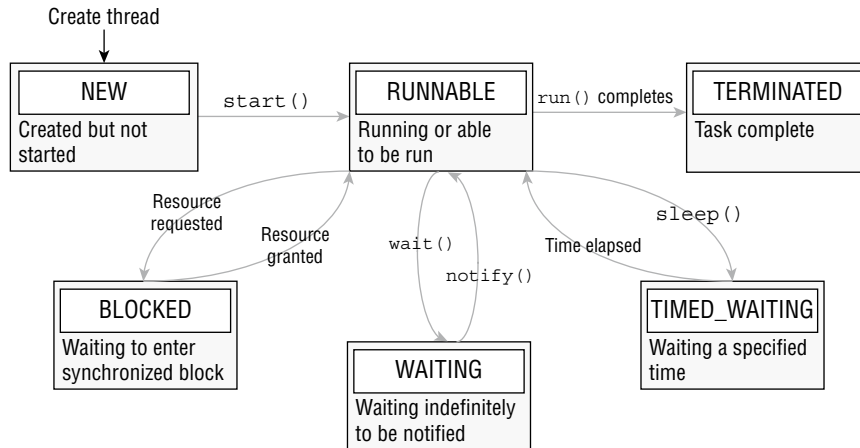 Create thread
NEW
Created but not
started
start()
RUNNABLE
Running or able
to be run
run() completes
TERMINATED
Task complete
Resource
requested
Resource
granted
wait()
notify()
Time elapsed
sleep()
BLOCKED
Waiting to enter
synchronized block
WAITING
Waiting indefinitely
to be notified
TIMED_WAITING
Waiting a specified
time